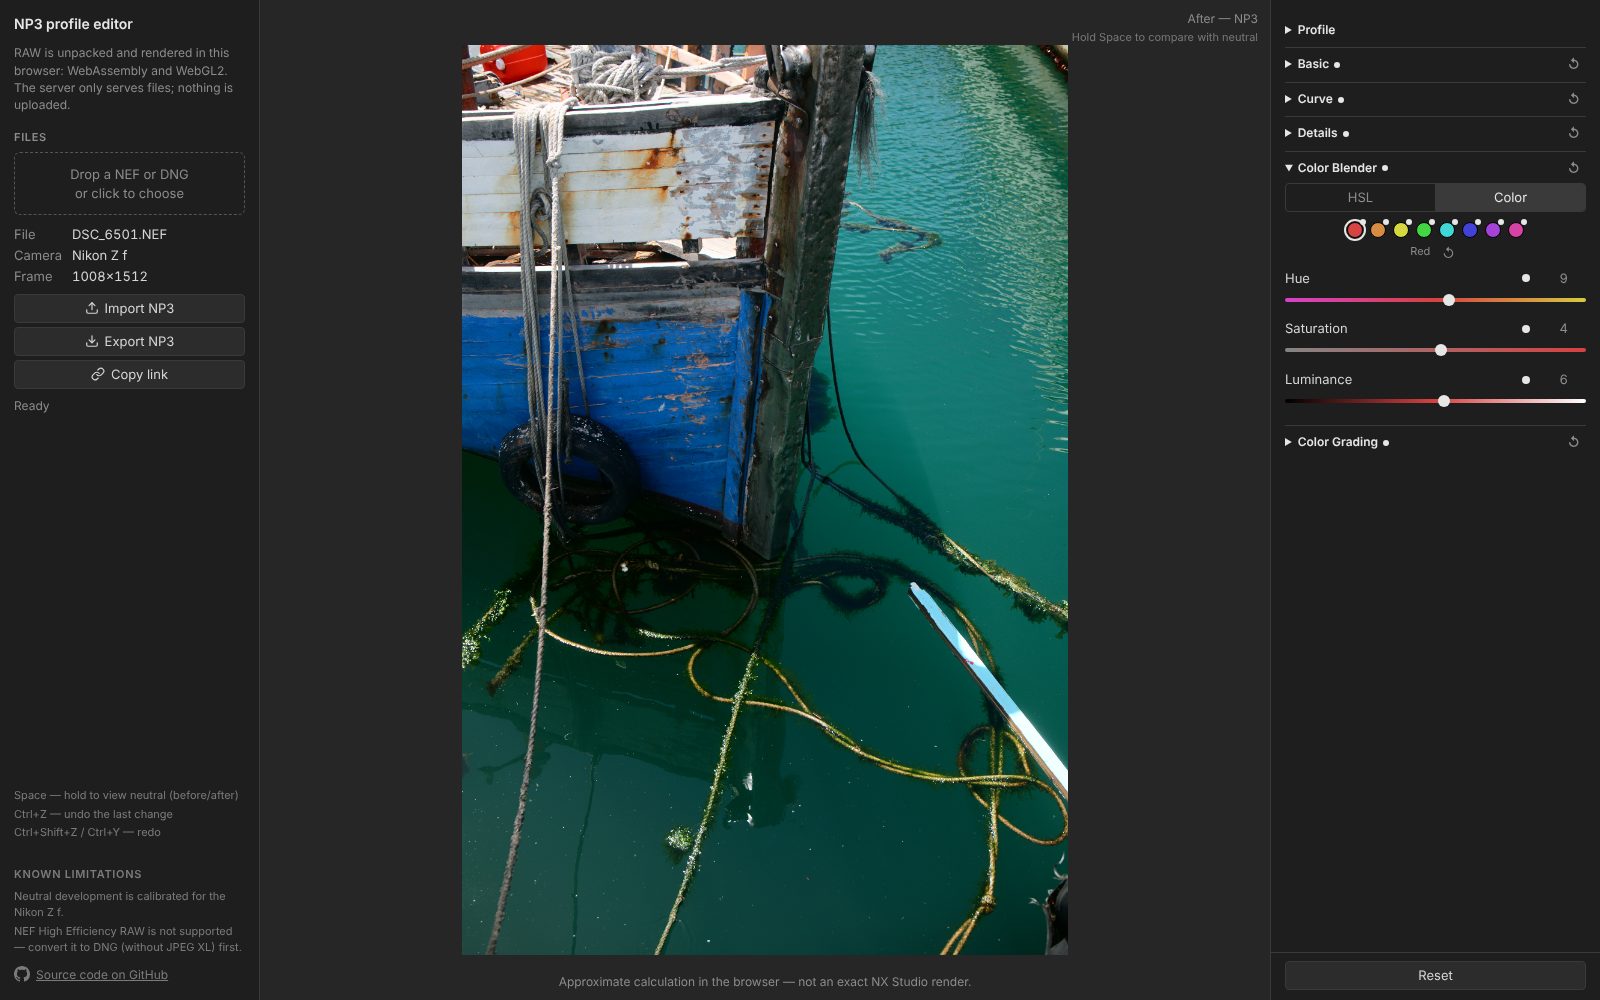 NP3 profile editor
RAW is unpacked and rendered in this
browser: WebAssembly and WebGL2.
The server only serves files; nothing is
uploaded.
FILES
Drop a NEF or DNG
or click to choose
File DSC_6501.NEF
Camera Nikon Z f
Frame 1008×1512
Import NP3
Export NP3
Copy link
Ready
Space — hold to view neutral (before/after)
Ctrl+Z — undo the last change
Ctrl+Shift+Z / Ctrl+Y — redo
KNOWN LIMITATIONS
Neutral development is calibrated for the
Nikon Z f.
NEF High Efficiency RAW is not supported
— convert it to DNG (without JPEG XL) first.
Source code on GitHub
After — NP3
Hold Space to compare with neutral
Approximate calculation in the browser — not an exact NX Studio render.
Profile
Basic
Curve
Details
Color Blender
HSL Color
Red
Hue 9
Saturation 4
Luminance 6
Color Grading
Reset